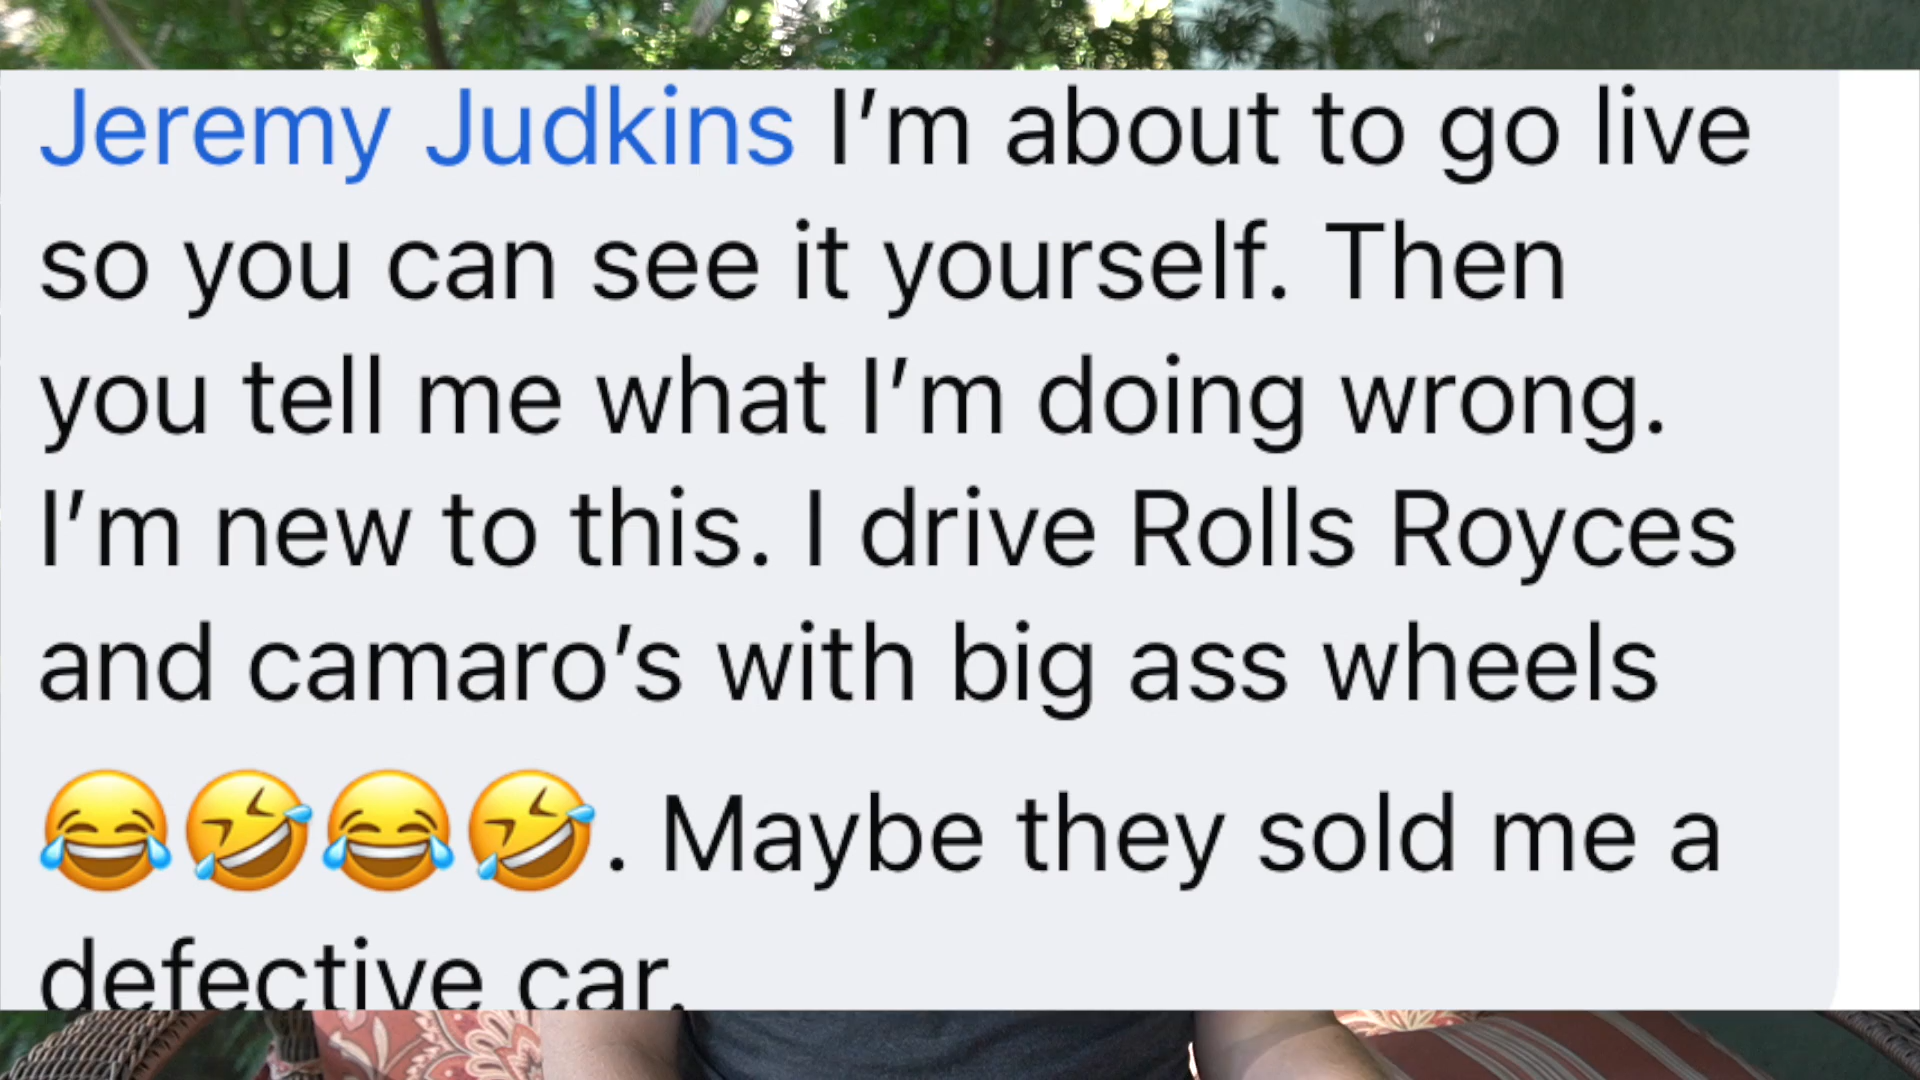 Jeremy Judkins I'm about to go live
so you can see it yourself. Then
you tell me what I'm doing wrong.
I'm new to this. I drive Rolls Royces
and camaro's with big ass wheels
😂🤣😂🤣. Maybe they sold me a
defective car.